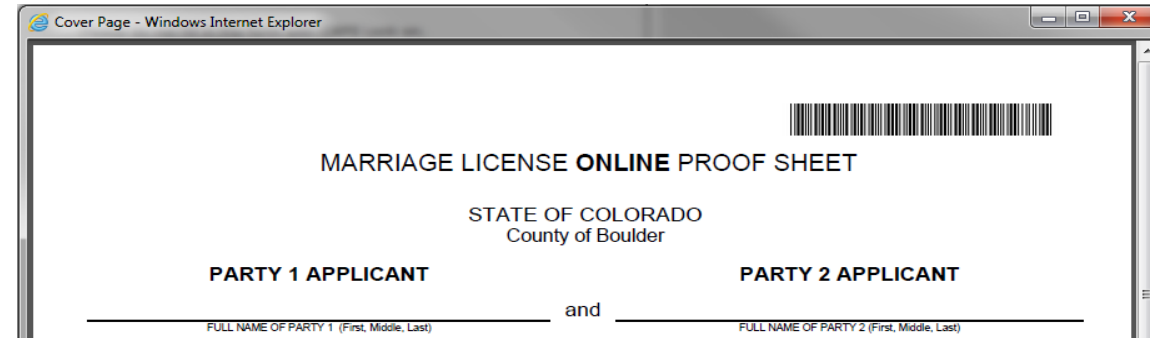 Cover Page - Windows Internet Explorer
MARRIAGE LICENSE ONLINE PROOF SHEET
STATE OF COLORADO
County of Boulder
PARTY 1 APPLICANT PARTY 2 APPLICANT
and
FULL NAME OF PARTY 1 (First, Middle, Last) FULL NAME OF PARTY 2 (First, Middle, Last)